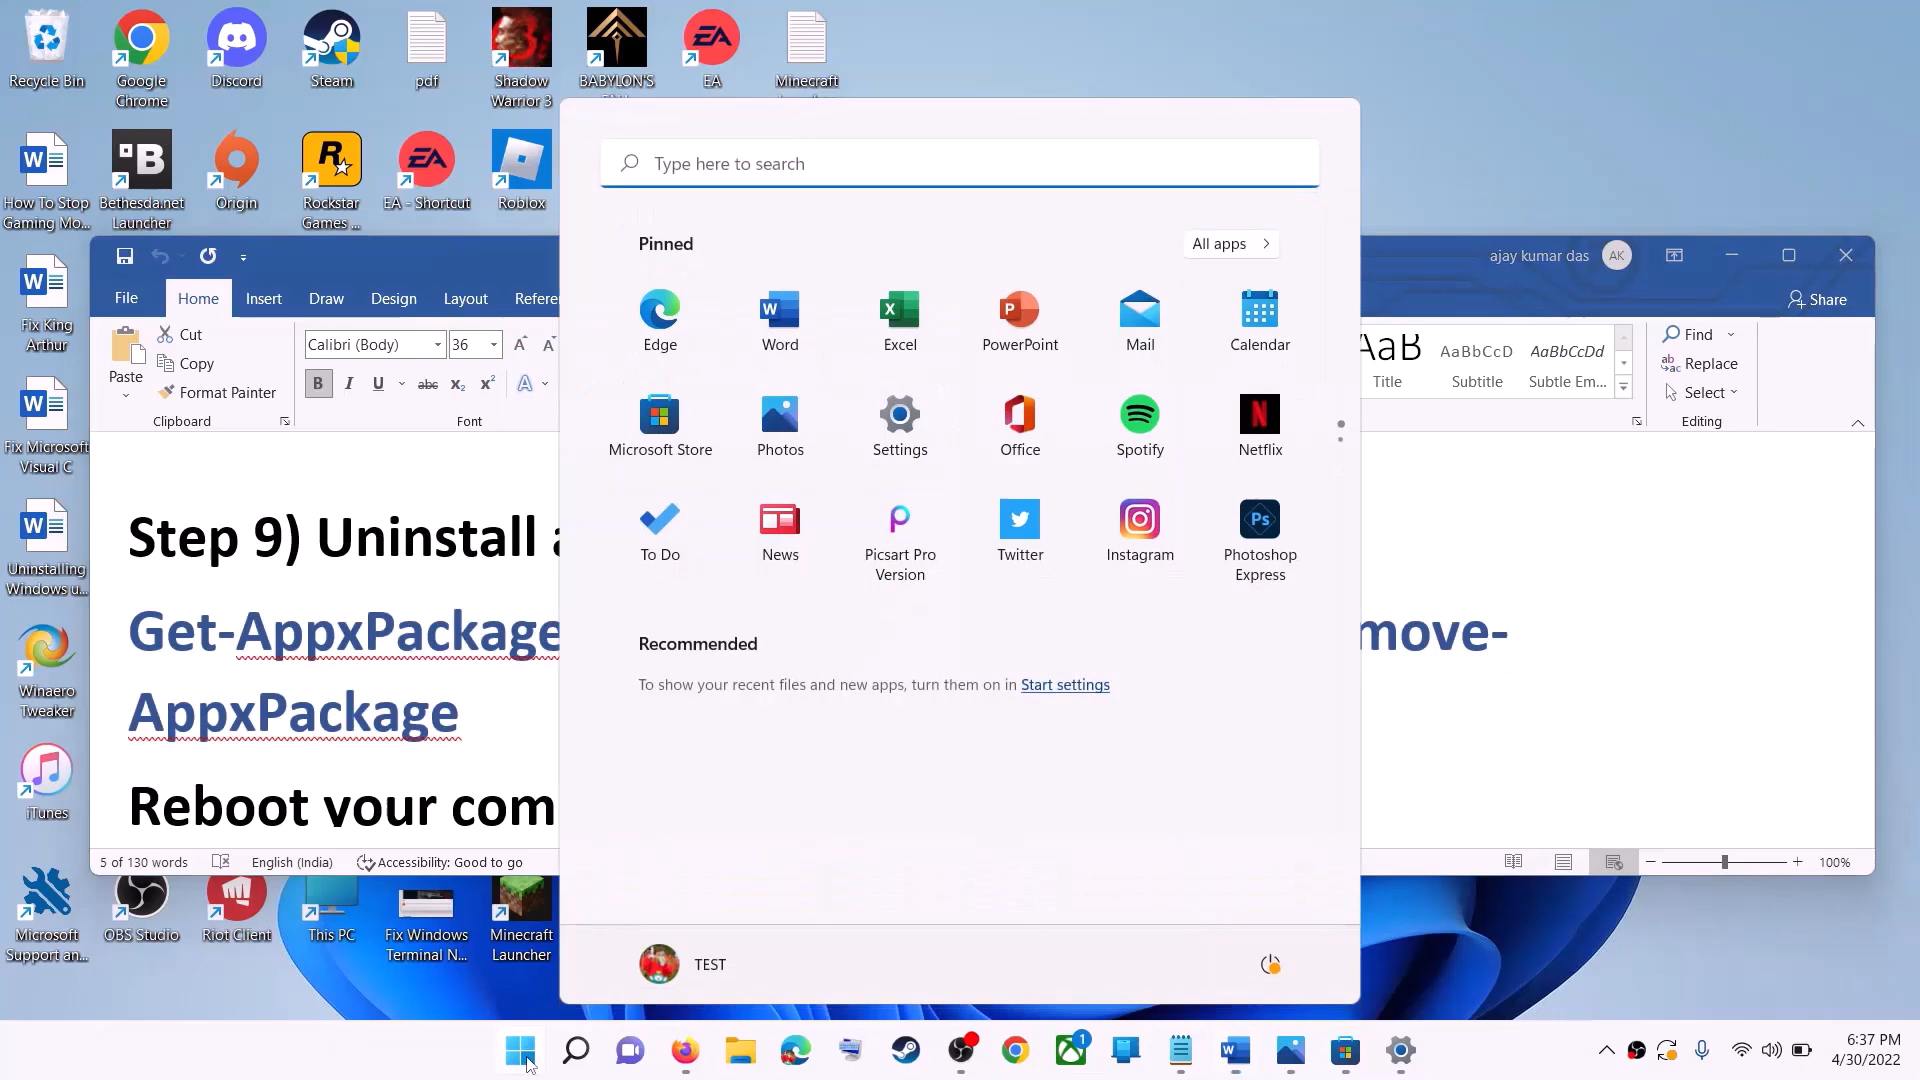 Recycle Bin
Google Chrome
Discord
Steam
pdf
Shadow Warrior 3
BABYLON'S
EA
Minecraft
How To Stop Gaming Mo...
Bethesda.net Launcher
Origin
Rockstar Games ...
EA - Shortcut
Roblox
Fix King Arthur
Fix Microsoft Visual C
Uninstalling Windows u...
Winaero Tweaker
iTunes
Microsoft Support an...
OBS Studio
Riot Client
This PC
Fix Windows Terminal N...
Minecraft Launcher
ajay kumar das
AK
File
Home
Insert
Draw
Design
Layout
Refere
Share
Paste
Cut
Copy
Format Painter
Clipboard
Calibri (Body)
36
Font
AaB
Title
AaBbCcD
Subtitle
AaBbCcDd
Subtle Em...
Find
Replace
Select
Editing
Step 9) Uninstall
Get-AppxPackage
move-
AppxPackage
Reboot your com
5 of 130 words
English (India)
Accessibility: Good to go
100%
Type here to search
Pinned
All apps
Edge
Word
Excel
PowerPoint
Mail
Calendar
Microsoft Store
Photos
Settings
Office
Spotify
Netflix
To Do
News
Picsart Pro Version
Twitter
Instagram
Photoshop Express
Recommended
To show your recent files and new apps, turn them on in Start settings
TEST
1
6:37 PM
4/30/2022